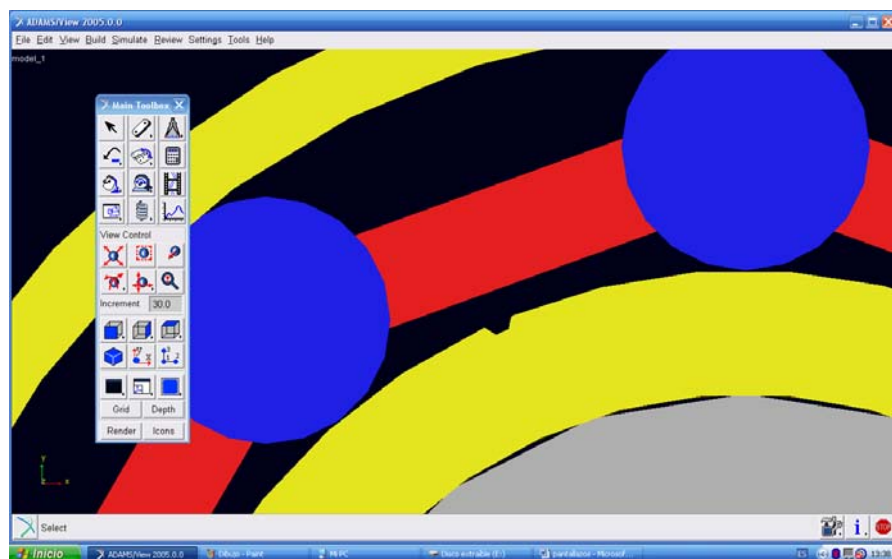 ADAMS/View 2005.0.0
File Edit View Build Simulate Review Settings Tools Help
model_1
Main Toolbox
View Control
Increment 30.0
Grid Depth
Render Icons
Y
x
Select
Inicio
ADAMS/View 2005.0.0
Dibujo - Paint
Mi PC
Disco extraíble (E:)
pantallazos - Microsof...
ES